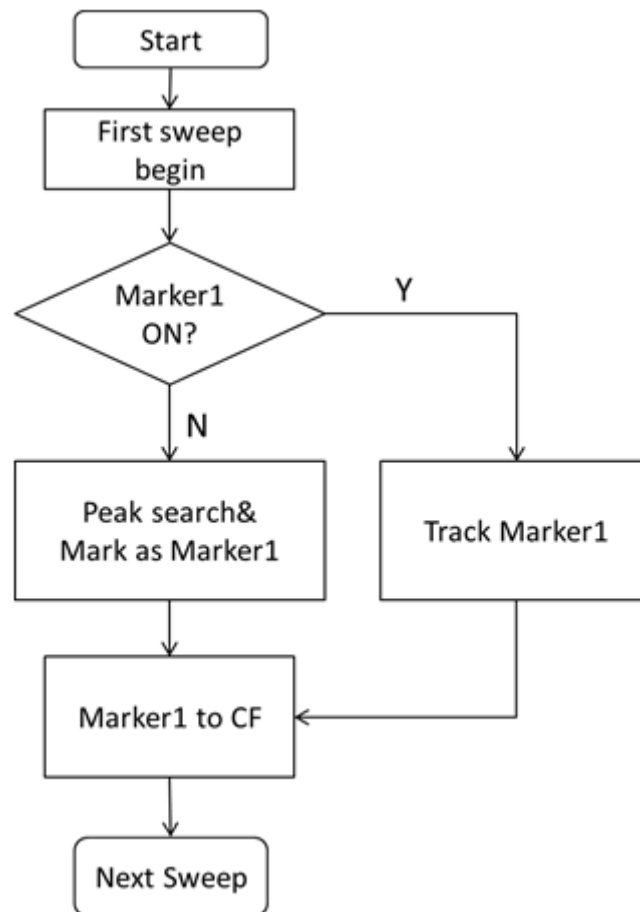 Start
First sweep
begin
Marker1
ON?
Y
N
Peak search&
Mark as Marker1
Track Marker1
Marker1 to CF
Next Sweep